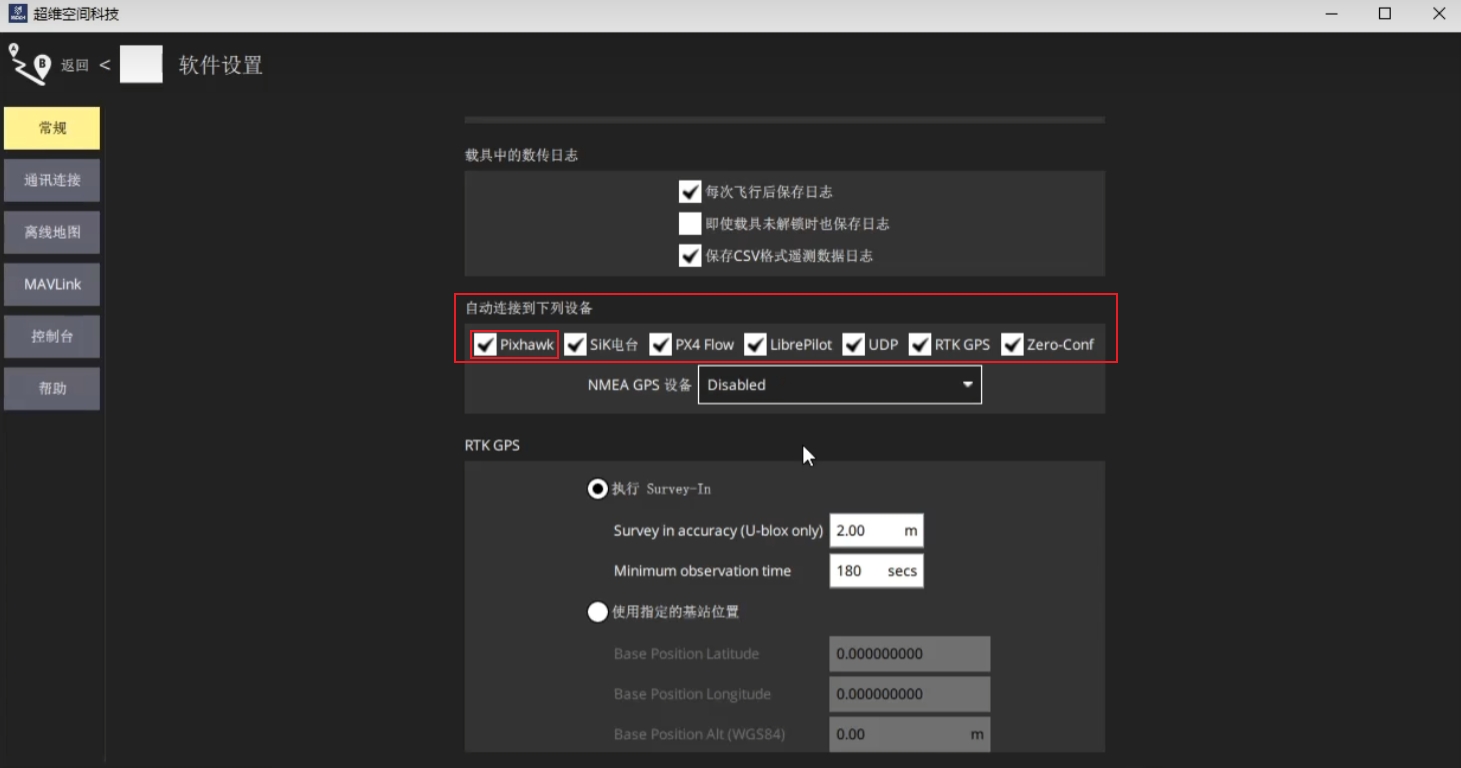 超维空间科技
返回 < 软件设置
常规
通讯连接
离线地图
MAVLink
控制台
帮助
载具中的数传日志
每次飞行后保存日志
即使载具未解锁时也保存日志
保存CSV格式遥测数据日志
自动连接到下列设备
Pixhawk SiK电台 PX4 Flow LibrePilot UDP RTK GPS Zero-Conf
NMEA GPS 设备 Disabled
RTK GPS
执行 Survey-In
Survey in accuracy (U-blox only) 2.00 m
Minimum observation time 180 secs
使用指定的基站位置
Base Position Latitude 0.000000000
Base Position Longitude 0.000000000
Base Position Alt (WGS84) 0.00 m